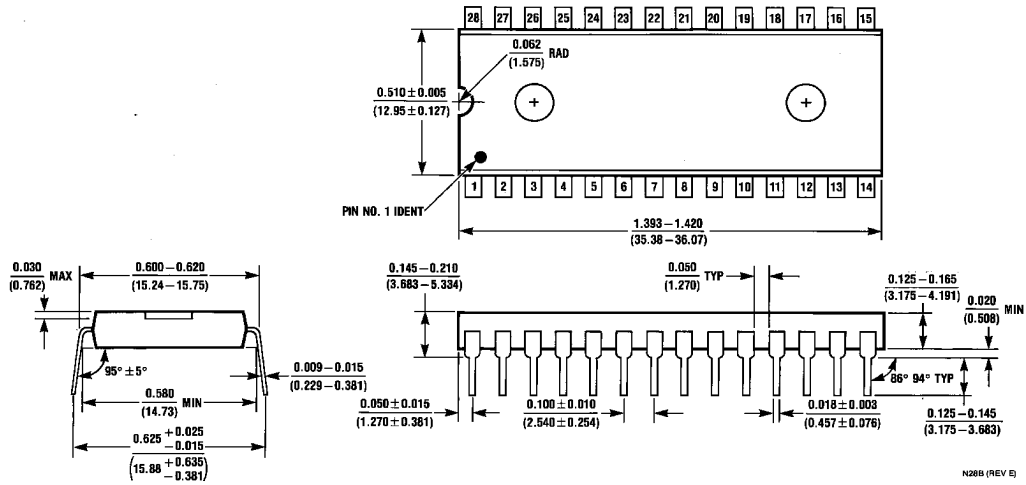 28 27 26 25 24 23 22 21 20 19 18 17 16 15
0.062
(1.575)
RAD
0.510 ± 0.005
(12.95 ± 0.127)
PIN NO. 1 IDENT
1 2 3 4 5 6 7 8 9 10 11 12 13 14
1.393 – 1.420
(35.38 – 36.07)
0.030
(0.762)
MAX
0.600 – 0.620
(15.24 – 15.75)
95° ± 5°
0.580
(14.73)
MIN
0.009 – 0.015
(0.229 – 0.381)
0.625 +0.025 −0.015
(15.88 +0.635 −0.381)
0.145 – 0.210
(3.683 – 5.334)
0.050
(1.270)
TYP
0.125 – 0.165
(3.175 – 4.191)
0.020
(0.508)
MIN
86° 94° TYP
0.050 ± 0.015
(1.270 ± 0.381)
0.100 ± 0.010
(2.540 ± 0.254)
0.018 ± 0.003
(0.457 ± 0.076)
0.125 – 0.145
(3.175 – 3.683)
N28B (REV E)